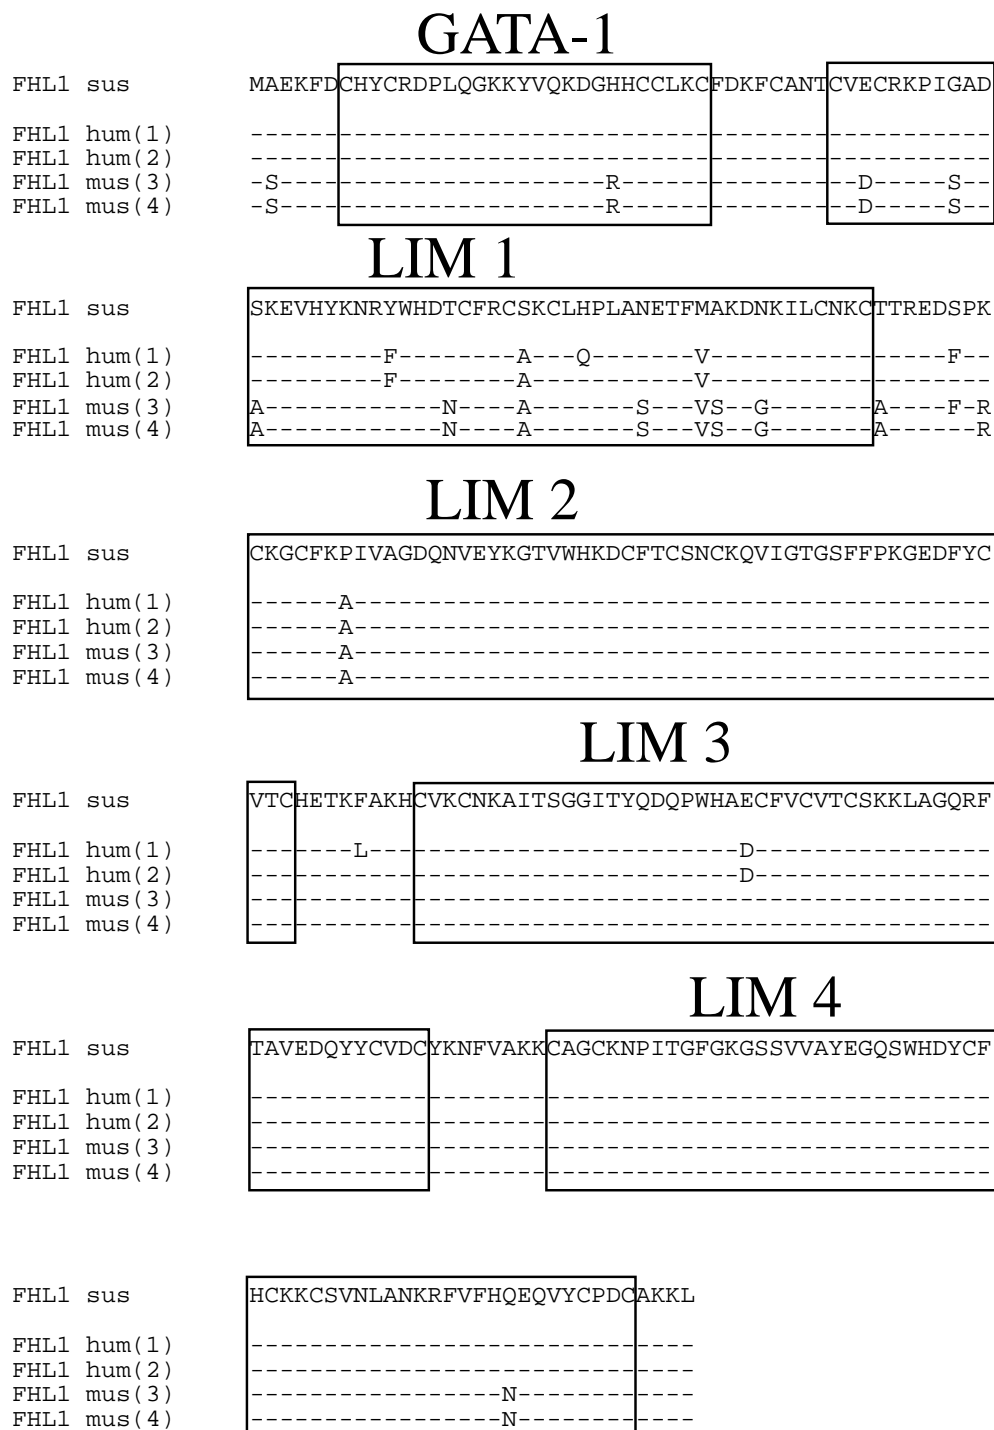 GATA-1
FHL1 sus MAEKFDCHYCRDPLQGKKYVQKDGHHCCLKCFDKFCANTCVECRKPIGAD
FHL1 hum(1) --------------------------------------------------
FHL1 hum(2) --------------------------------------------------
FHL1 mus(3) -S----------------------R----------------D-----S--
FHL1 mus(4) -S----------------------R----------------D-----S--
LIM 1
FHL1 sus SKEVHYKNRYWHDTCFRCSKCLHPLANETFMAKDNKILCNKCTTREDSPK
FHL1 hum(1) ---------F--------A---Q-------V----------------F--
FHL1 hum(2) ---------F--------A-----------V-------------------
FHL1 mus(3) A------------N----A-------S---VS--G-------A----F-R
FHL1 mus(4) A------------N----A-------S---VS--G-------A------R
LIM 2
FHL1 sus CKGCFKPIVAGDQNVEYKGTVWHKDCFTCSNCKQVIGTGSFFPKGEDFYC
FHL1 hum(1) ------A-------------------------------------------
FHL1 hum(2) ------A-------------------------------------------
FHL1 mus(3) ------A-------------------------------------------
FHL1 mus(4) ------A-------------------------------------------
LIM 3
FHL1 sus VTCHETKFAKHCVKCNKAITSGGITYQDQPWHAECFVCVTCSKKLAGQRF
FHL1 hum(1) -------L-------------------------D----------------
FHL1 hum(2) ---------------------------------D----------------
FHL1 mus(3) --------------------------------------------------
FHL1 mus(4) --------------------------------------------------
LIM 4
FHL1 sus TAVEDQYYCVDCYKNFVAKKCAGCKNPITGFGKGSSVVAYEGQSWHDYCF
FHL1 hum(1) --------------------------------------------------
FHL1 hum(2) --------------------------------------------------
FHL1 mus(3) --------------------------------------------------
FHL1 mus(4) --------------------------------------------------
FHL1 sus HCKKCSVNLANKRFVFHQEQVYCPDCAKKL
FHL1 hum(1) ------------------------------
FHL1 hum(2) ------------------------------
FHL1 mus(3) -----------------N------------
FHL1 mus(4) -----------------N------------